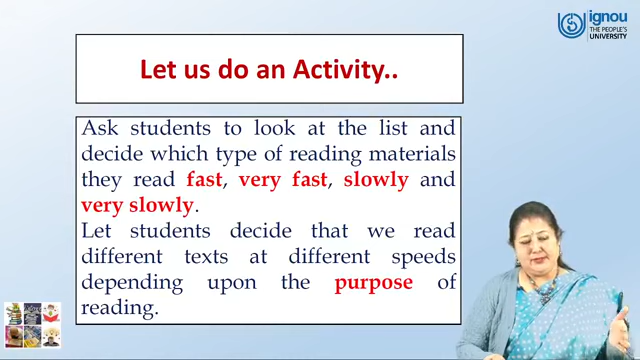 ignou
THE PEOPLE'S
UNIVERSITY
Let us do an Activity..
Ask students to look at the list and
decide which type of reading materials
they read fast, very fast, slowly and
very slowly.
Let students decide that we read
different texts at different speeds
depending upon the purpose of
reading.